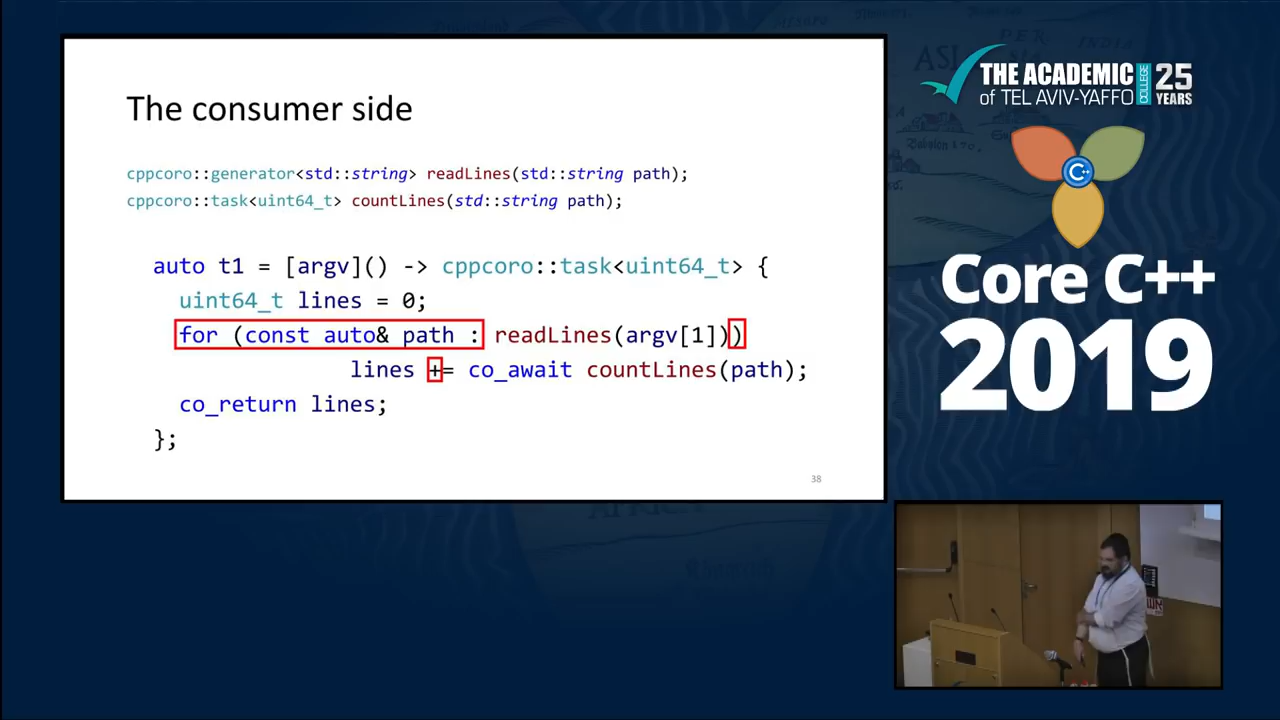 The consumer side
cppcoro::generator<std::string> readLines(std::string path);
cppcoro::task<uint64_t> countLines(std::string path);
auto t1 = [argv]() -> cppcoro::task<uint64_t> {
uint64_t lines = 0;
for (const auto& path : readLines(argv[1]))
lines += co_await countLines(path);
co_return lines;
};
38
THE ACADEMIC COLLEGE 25
of TEL AVIV-YAFFO YEARS
C++
Core C++
2019